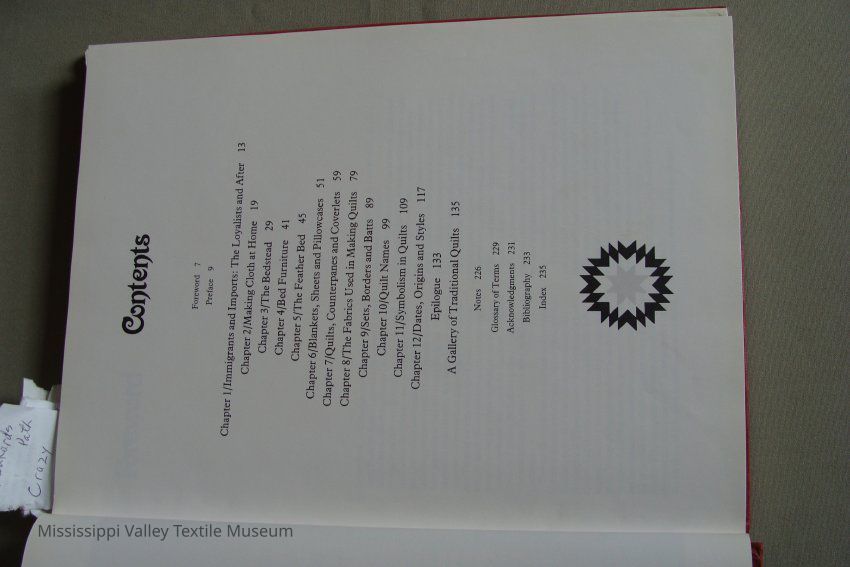 Contents
Foreword 7
Preface 9
Chapter 1/Immigrants and Imports: The Loyalists and After 13
Chapter 2/Making Cloth at Home 19
Chapter 3/The Bedstead 29
Chapter 4/Bed Furniture 41
Chapter 5/The Feather Bed 45
Chapter 6/Blankets, Sheets and Pillowcases 51
Chapter 7/Quilts, Counterpanes and Coverlets 59
Chapter 8/The Fabrics Used in Making Quilts 79
Chapter 9/Sets, Borders and Batts 89
Chapter 10/Quilt Names 99
Chapter 11/Symbolism in Quilts 109
Chapter 12/Dates, Origins and Styles 117
Epilogue 133
A Gallery of Traditional Quilts 135
Notes 226
Glossary of Terms 229
Acknowledgments 231
Bibliography 233
Index 235
Path
Crazy
Mississippi Valley Textile Museum